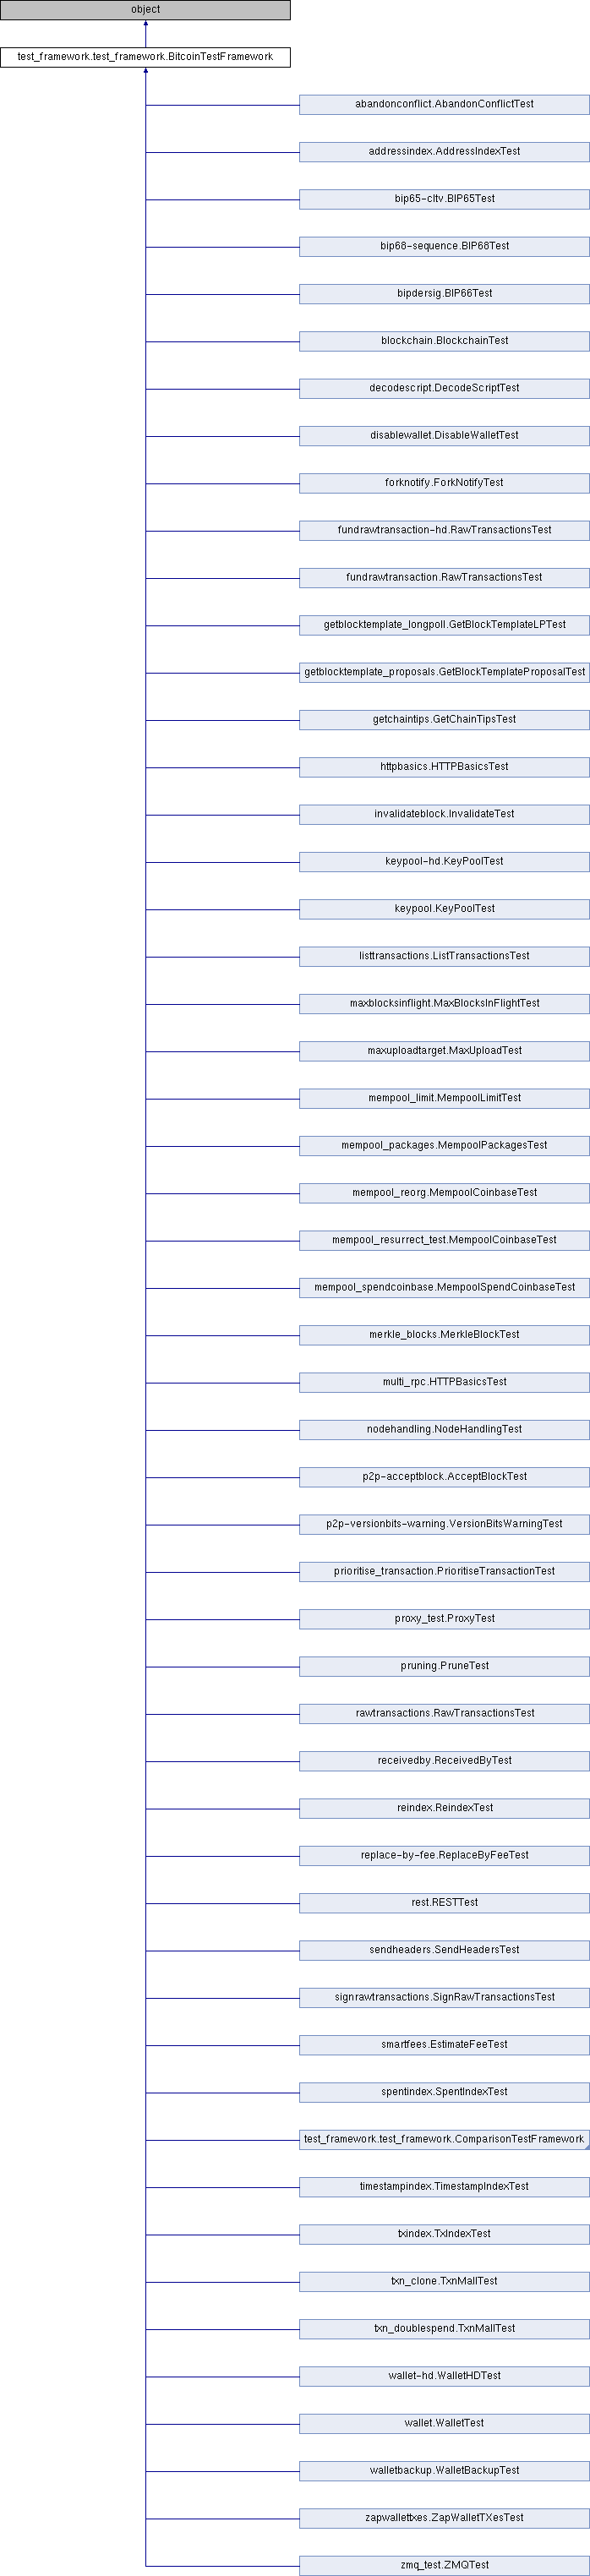 object
test_framework.test_framework.BitcoinTestFramework
abandonconflict.AbandonConflictTest
addressindex.AddressIndexTest
bip65-cltv.BIP65Test
bip68-sequence.BIP68Test
bipdersig.BIP66Test
blockchain.BlockchainTest
decodescript.DecodeScriptTest
disablewallet.DisableWalletTest
forknotify.ForkNotifyTest
fundrawtransaction-hd.RawTransactionsTest
fundrawtransaction.RawTransactionsTest
getblocktemplate_longpoll.GetBlockTemplateLPTest
getblocktemplate_proposals.GetBlockTemplateProposalTest
getchaintips.GetChainTipsTest
httpbasics.HTTPBasicsTest
invalidateblock.InvalidateTest
keypool-hd.KeyPoolTest
keypool.KeyPoolTest
listtransactions.ListTransactionsTest
maxblocksinflight.MaxBlocksInFlightTest
maxuploadtarget.MaxUploadTest
mempool_limit.MempoolLimitTest
mempool_packages.MempoolPackagesTest
mempool_reorg.MempoolCoinbaseTest
mempool_resurrect_test.MempoolCoinbaseTest
mempool_spendcoinbase.MempoolSpendCoinbaseTest
merkle_blocks.MerkleBlockTest
multi_rpc.HTTPBasicsTest
nodehandling.NodeHandlingTest
p2p-acceptblock.AcceptBlockTest
p2p-versionbits-warning.VersionBitsWarningTest
prioritise_transaction.PrioritiseTransactionTest
proxy_test.ProxyTest
pruning.PruneTest
rawtransactions.RawTransactionsTest
receivedby.ReceivedByTest
reindex.ReindexTest
replace-by-fee.ReplaceByFeeTest
rest.RESTTest
sendheaders.SendHeadersTest
signrawtransactions.SignRawTransactionsTest
smartfees.EstimateFeeTest
spentindex.SpentIndexTest
test_framework.test_framework.ComparisonTestFramework
timestampindex.TimestampIndexTest
txindex.TxIndexTest
txn_clone.TxnMallTest
txn_doublespend.TxnMallTest
wallet-hd.WalletHDTest
wallet.WalletTest
walletbackup.WalletBackupTest
zapwallettxes.ZapWalletTXesTest
zmq_test.ZMQTest